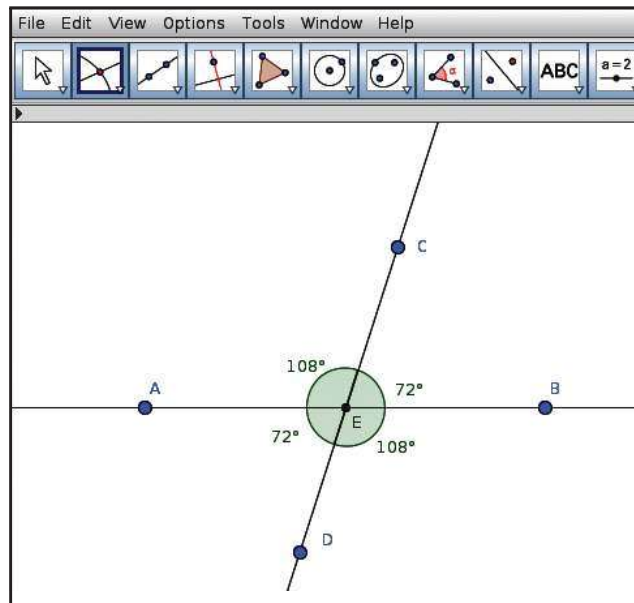 File Edit View Options Tools Window Help
α ABC a=2
C
108°
A 72° B
E
72° 108°
D